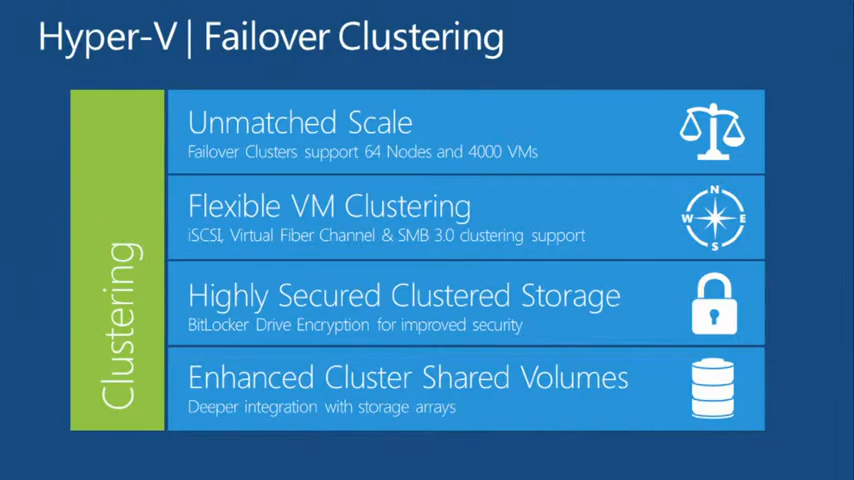 Hyper-V | Failover Clustering
Clustering
Unmatched Scale
Failover Clusters support 64 Nodes and 4000 VMs
Flexible VM Clustering
iSCSI, Virtual Fiber Channel & SMB 3.0 clustering support
N
W E
S
Highly Secured Clustered Storage
BitLocker Drive Encryption for improved security
Enhanced Cluster Shared Volumes
Deeper integration with storage arrays